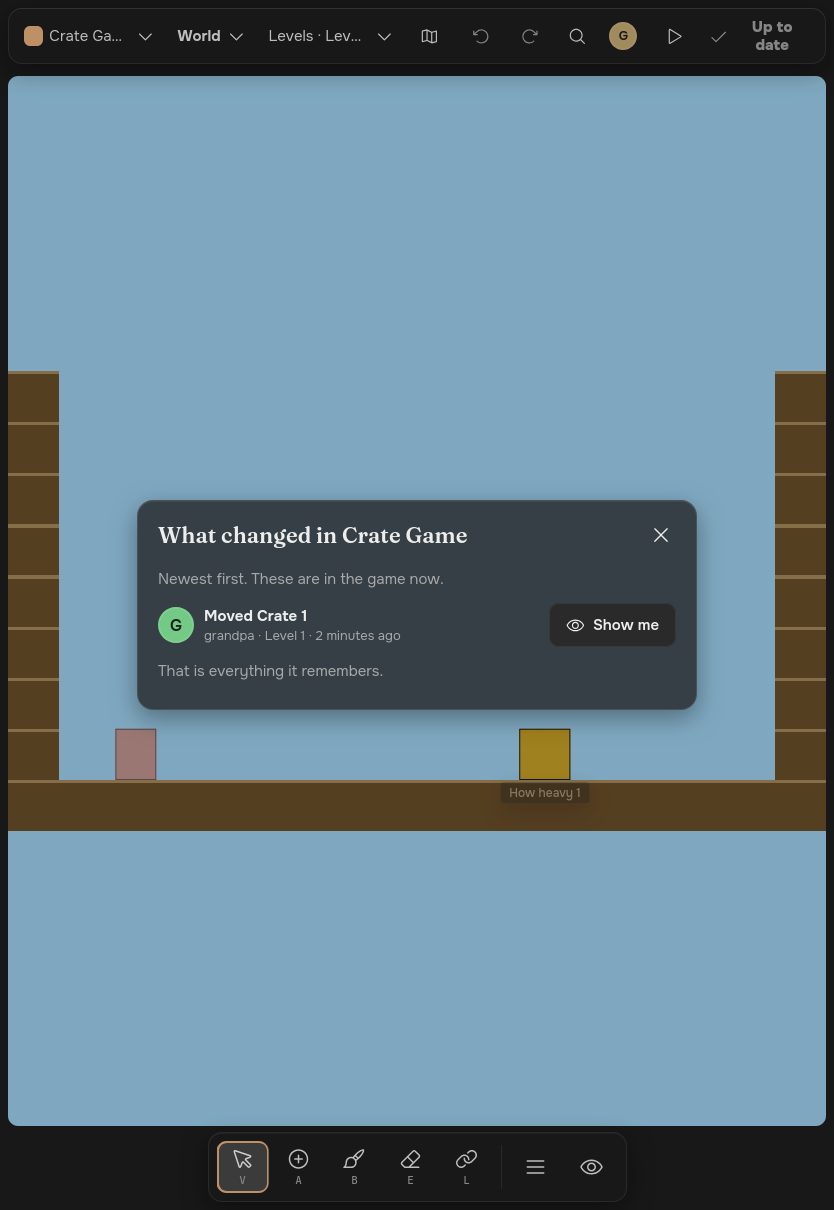 Crate Ga...
World
Levels · Lev...
G
Up to
date
What changed in Crate Game
Newest first. These are in the game now.
G
Moved Crate 1
grandpa · Level 1 · 2 minutes ago
Show me
That is everything it remembers.
How heavy 1
V
A
B
E
L